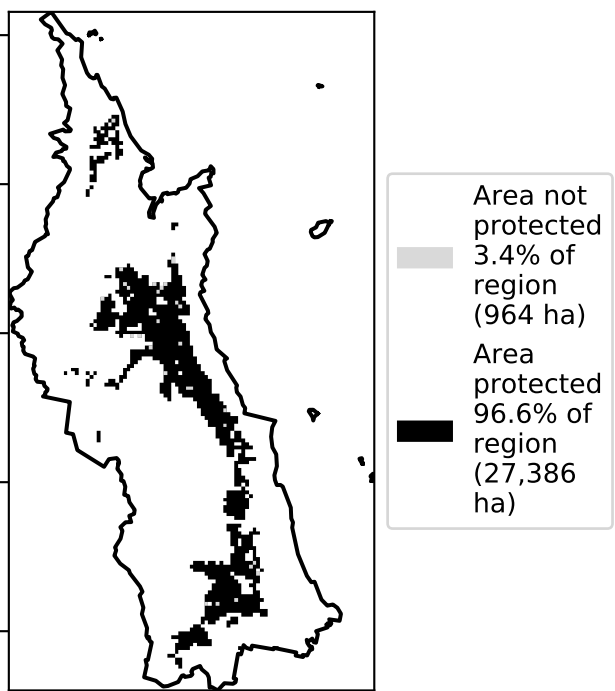 Area not
protected
3.4% of
region
(964 ha)
Area
protected
96.6% of
region
(27,386
ha)